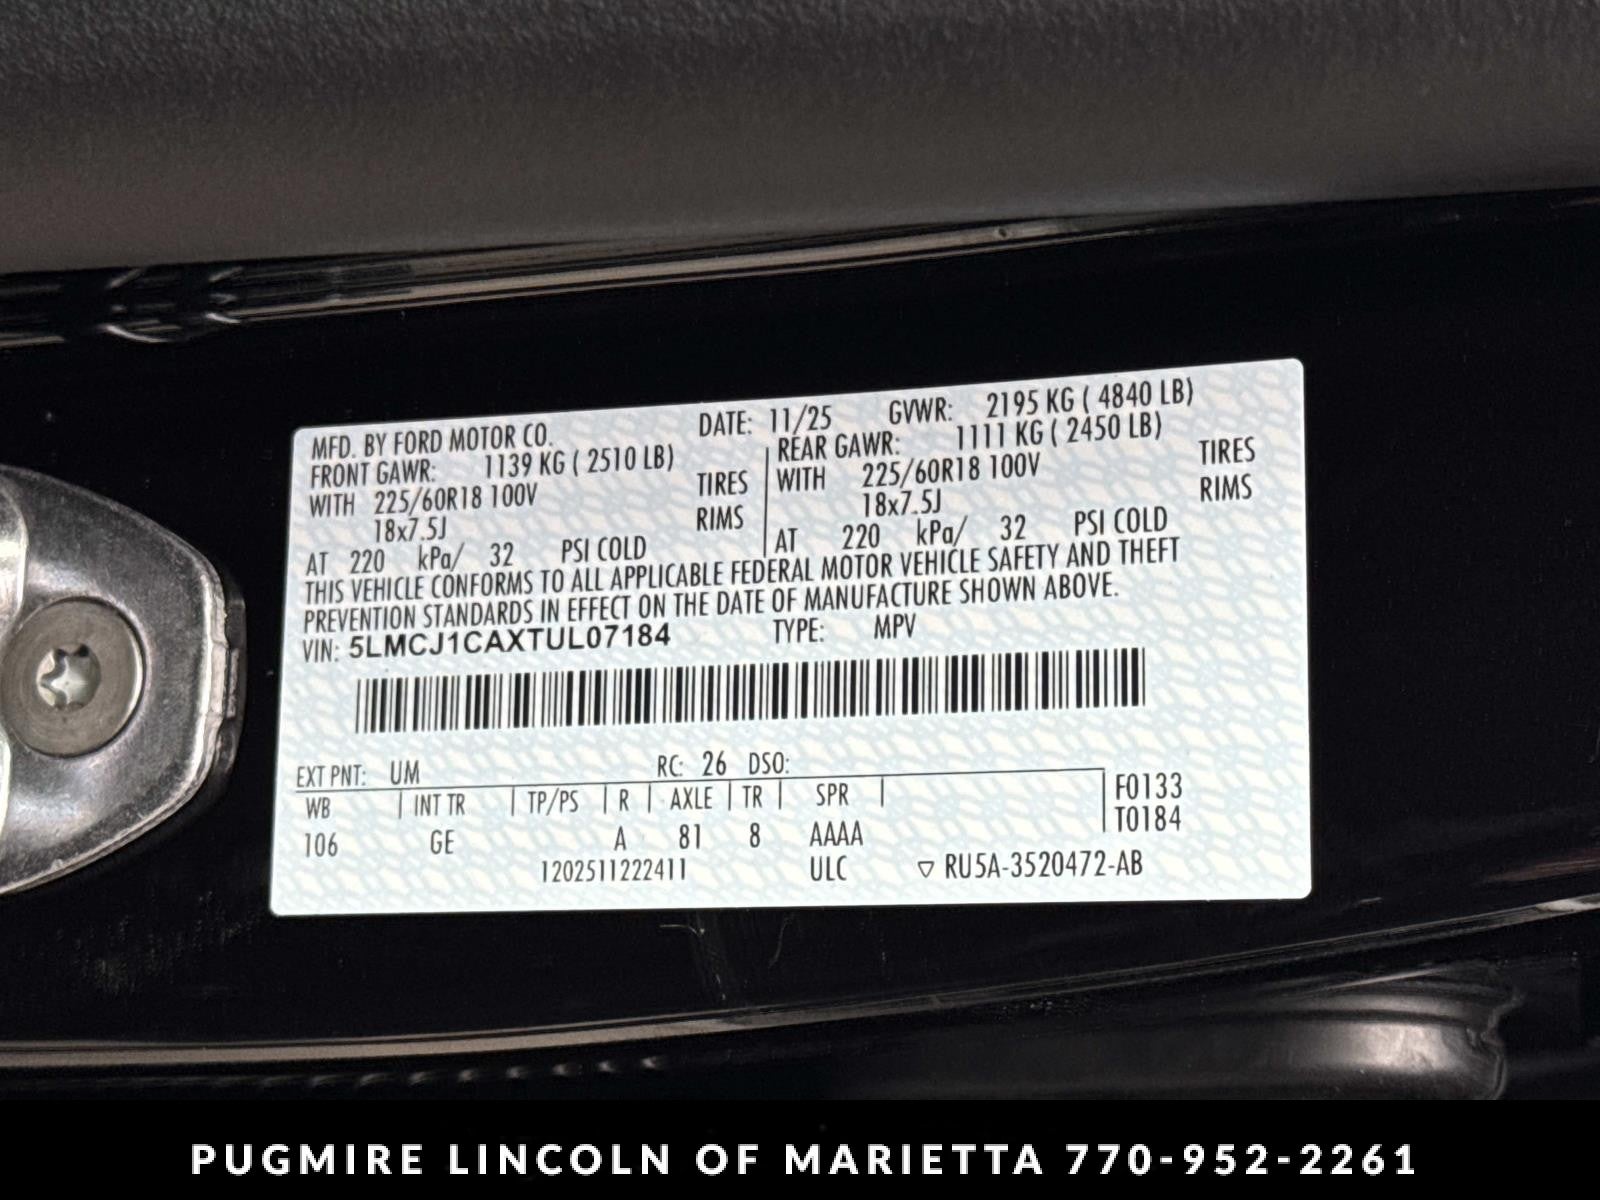 MFD. BY FORD MOTOR CO. DATE: 11/25 GVWR: 2195 KG ( 4840 LB)
FRONT GAWR: 1139 KG ( 2510 LB) REAR GAWR: 1111 KG ( 2450 LB)
WITH 225/60R18 100V TIRES WITH 225/60R18 100V TIRES
18x7.5J RIMS 18x7.5J RIMS
AT 220 kPa/ 32 PSI COLD AT 220 kPa/ 32 PSI COLD
THIS VEHICLE CONFORMS TO ALL APPLICABLE FEDERAL MOTOR VEHICLE SAFETY AND THEFT
PREVENTION STANDARDS IN EFFECT ON THE DATE OF MANUFACTURE SHOWN ABOVE.
VIN: 5LMCJ1CAXTUL07184 TYPE: MPV
EXT PNT: UM RC: 26 DSO:
WB INT TR TP/PS R AXLE TR SPR F0133
106 GE A 81 8 AAAA T0184
1202511222411 ULC ▽ RU5A-3520472-AB
PUGMIRE LINCOLN OF MARIETTA 770-952-2261